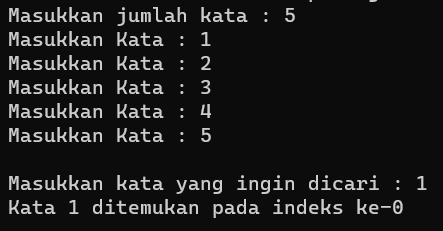 Masukkan jumlah kata : 5
Masukkan Kata : 1
Masukkan Kata : 2
Masukkan Kata : 3
Masukkan Kata : 4
Masukkan Kata : 5
Masukkan kata yang ingin dicari : 1
Kata 1 ditemukan pada indeks ke-0